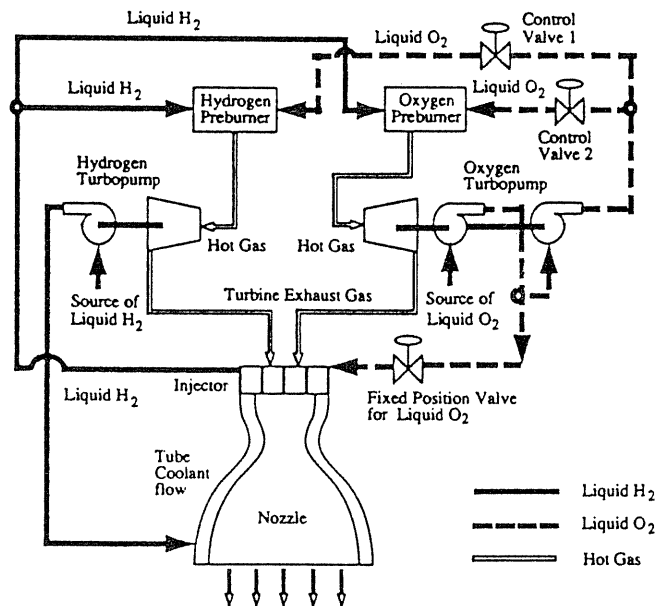 Liquid H2
Control
Valve 1
Liquid O2
Liquid H2
Hydrogen
Preburner
Oxygen
Preburner
Liquid O2
Control
Valve 2
Hydrogen
Turbopump
Oxygen
Turbopump
Hot Gas
Hot Gas
Source of
Liquid H2
Turbine Exhaust Gas
Source of
Liquid O2
Injector
Liquid H2
Fixed Position Valve
for Liquid O2
Tube
Coolant
flow
Nozzle
Liquid H2
Liquid O2
Hot Gas